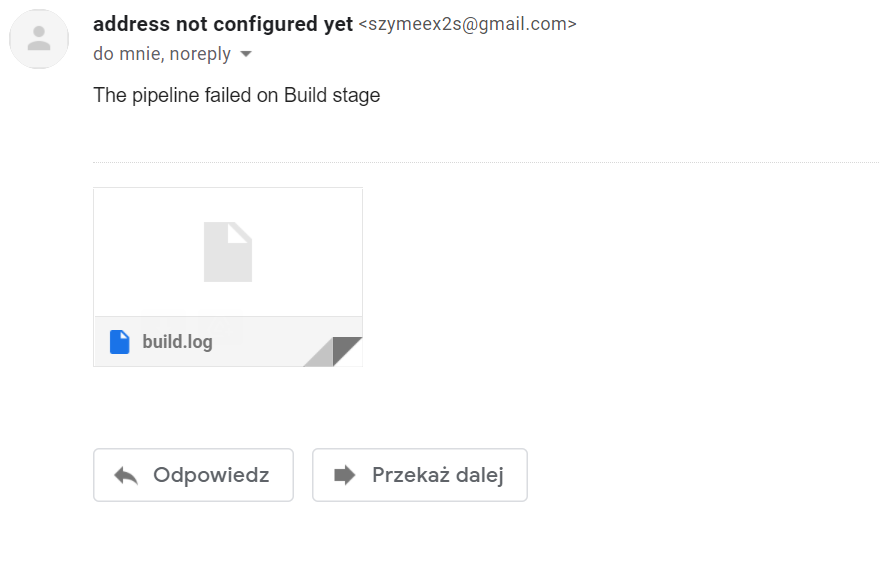 address not configured yet <szymeex2s@gmail.com>
do mnie, noreply
The pipeline failed on Build stage
build.log
Odpowiedz
Przekaż dalej